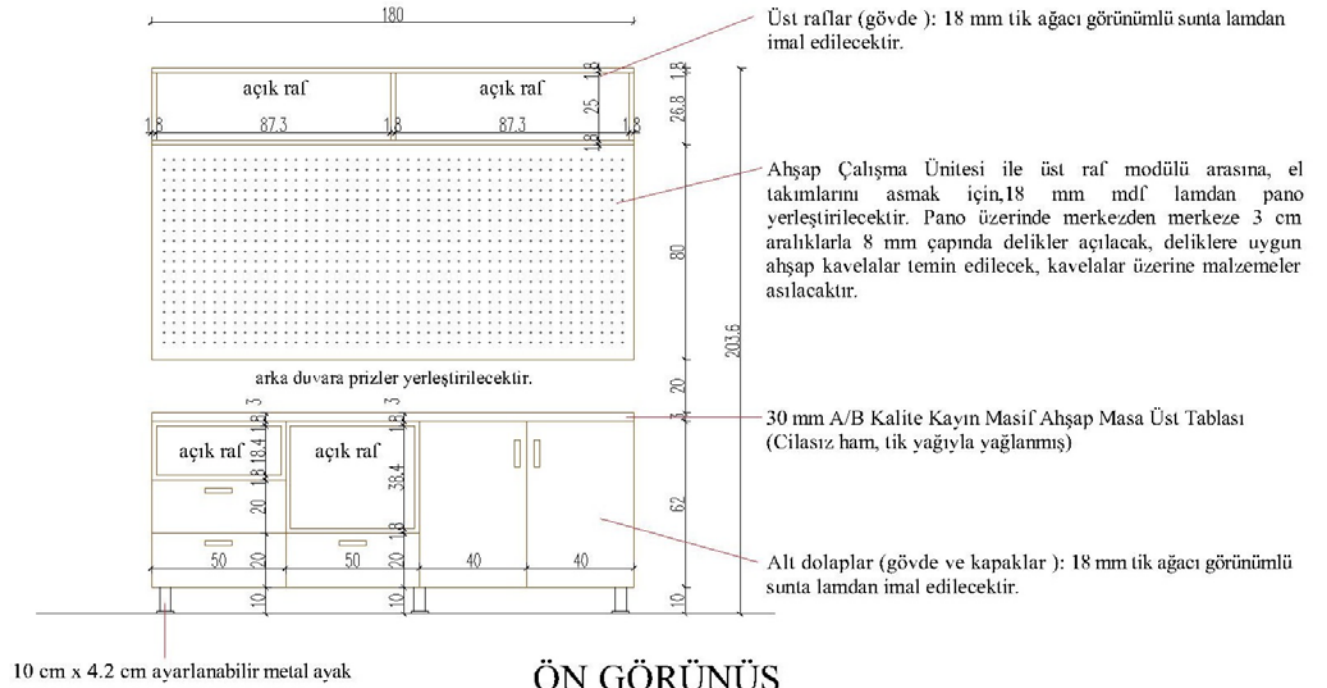 180
Üst raflar (gövde ): 18 mm tik ağacı görünümlü sunta lamdan
imal edilecektir.
açık raf
açık raf
1.8
25
1.8
1.8
26.8
1.8
87.3
1.8
87.3
1.8
Ahşap Çalışma Ünitesi ile üst raf modülü arasına, el
takımlarını asmak için,18 mm mdf lamdan pano
yerleştirilecektir. Pano üzerinde merkezden merkeze 3 cm
aralıklarla 8 mm çapında delikler açılacak, deliklere uygun
ahşap kavelalar temin edilecek, kavelalar üzerine malzemeler
asılacaktır.
80
203.6
arka duvara prizler yerleştirilecektir.
20
3
3
3
30 mm A/B Kalite Kayın Masif Ahşap Masa Üst Tablası
(Cilasız ham, tik yağıyla yağlanmış)
açık raf
açık raf
1.8
18.4
1.8
20
20
10
1.8
38.4
1.8
20
10
62
10
50
50
40
40
Alt dolaplar (gövde ve kapaklar ): 18 mm tik ağacı görünümlü
sunta lamdan imal edilecektir.
10 cm x 4.2 cm ayarlanabilir metal ayak
ÖN GÖRÜNÜŞ